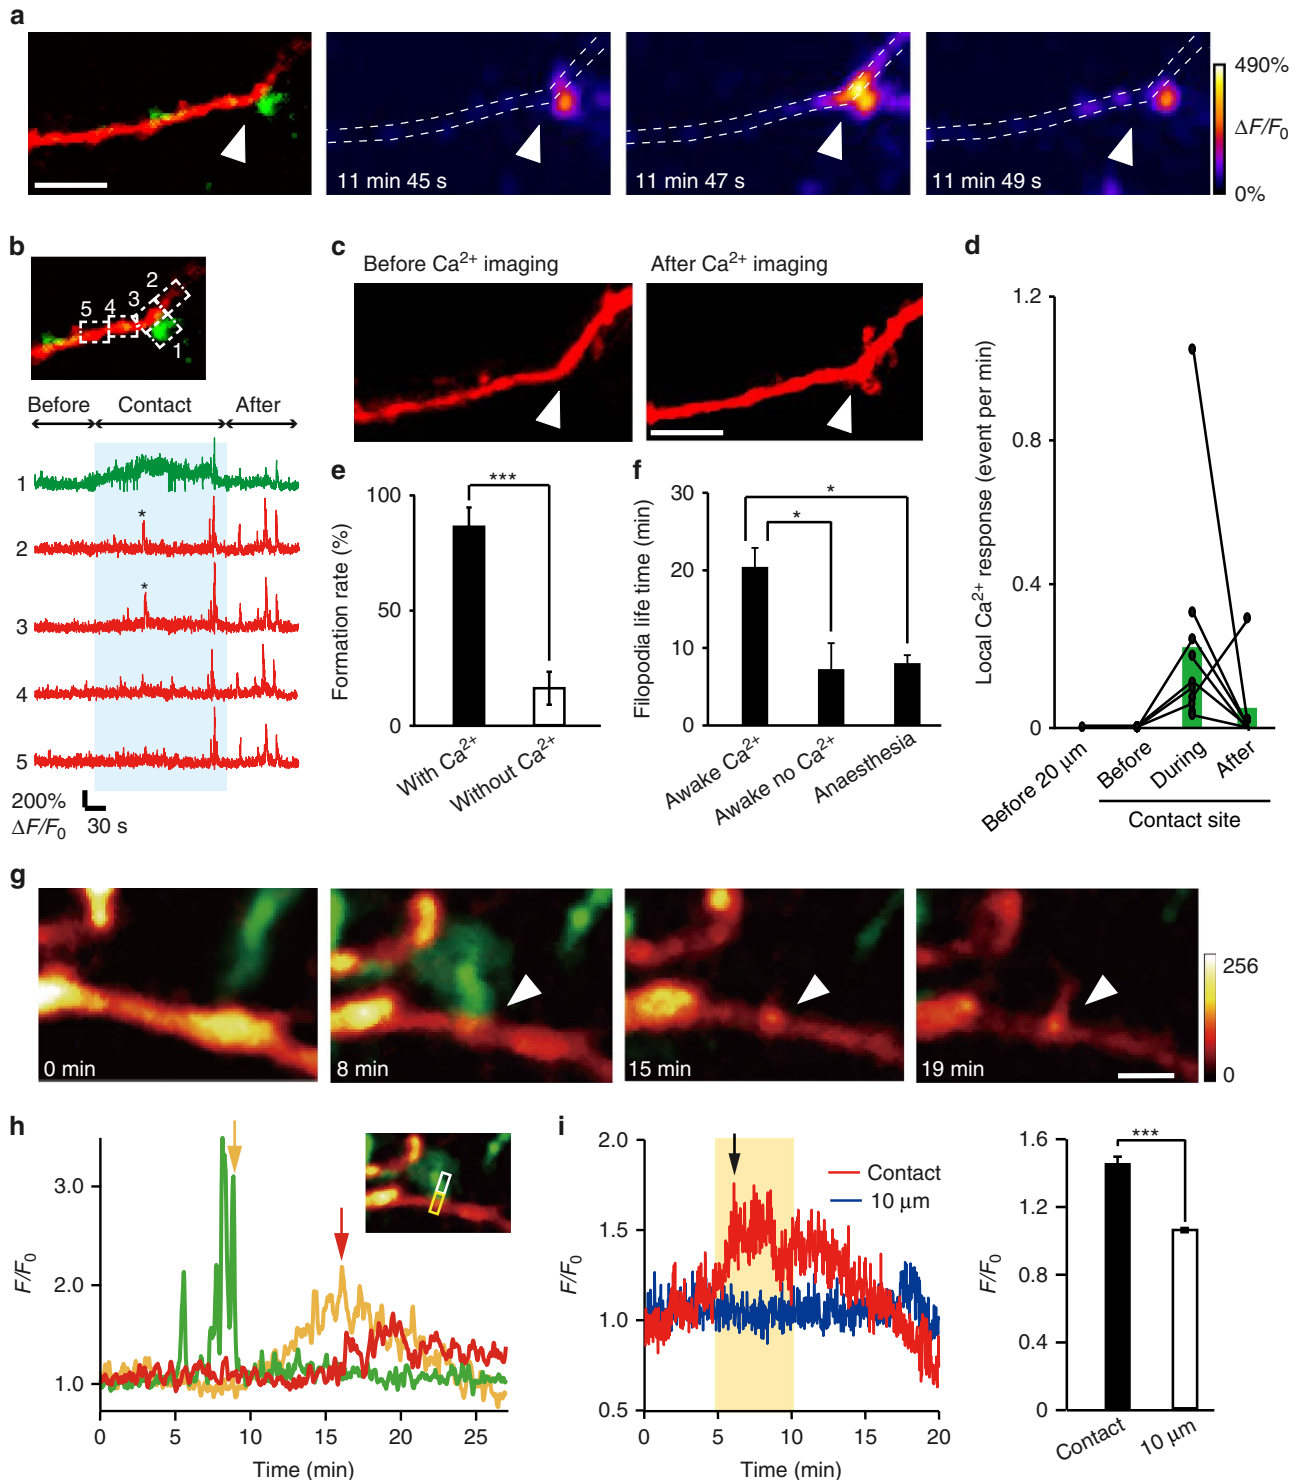 a
11 min 45 s
11 min 47 s
11 min 49 s
490%
ΔF/F0
0%
b
1
2
3
4
5
Before
Contact
After
1
2
*
3
*
4
5
200%
ΔF/F0
30 s
c
Before Ca2+ imaging
After Ca2+ imaging
d
Local Ca2+ response (event per min)
1.2
0.8
0.4
0
Before 20 μm
Before
During
After
Contact site
e
Formation rate (%)
100
50
0
***
With Ca2+
Without Ca2+
f
Filopodia life time (min)
30
20
10
0
*
*
Awake Ca2+
Awake no Ca2+
Anaesthesia
g
0 min
8 min
15 min
19 min
256
0
h
F/F0
3.0
2.0
1.0
0
5
10
15
20
25
Time (min)
i
F/F0
2.0
1.5
1.0
0.5
Contact
10 μm
0
5
10
15
20
Time (min)
F/F0
1.6
1.2
0.8
0.4
0
***
Contact
10 μm